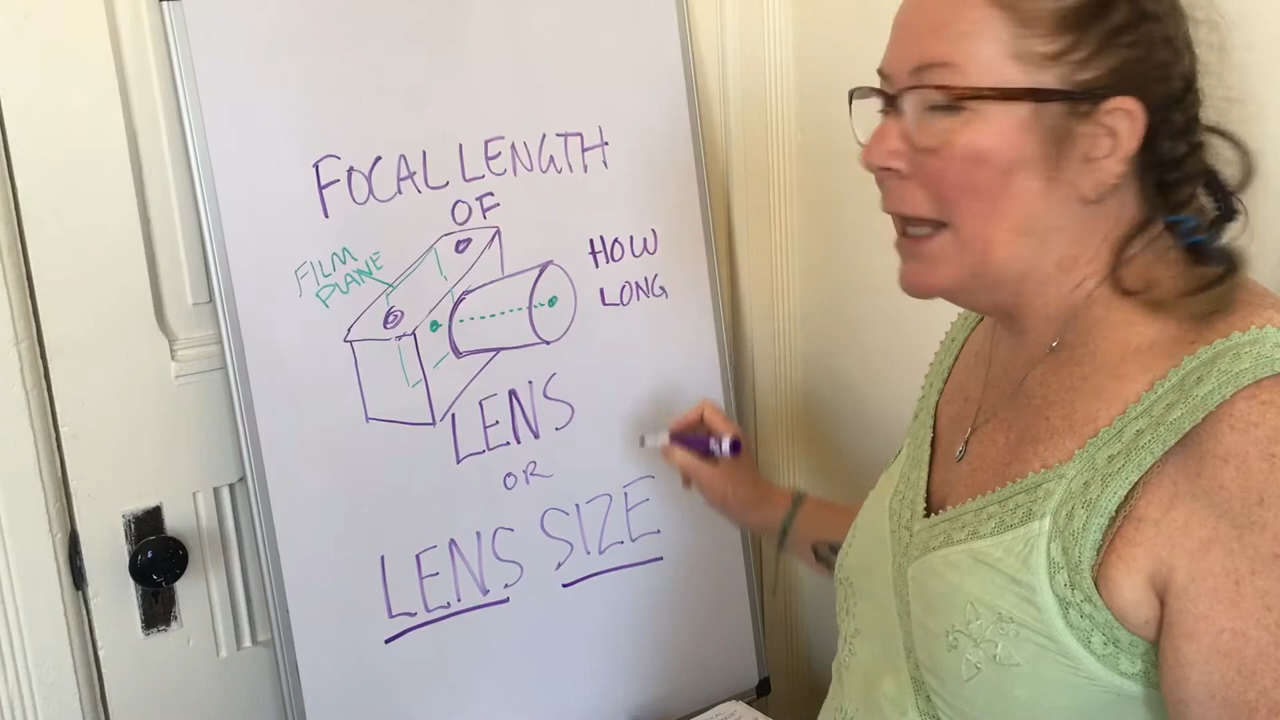 FOCAL LENGTH
OF
FILM
PLANE
HOW
LONG
LENS
OR
LENS SIZE